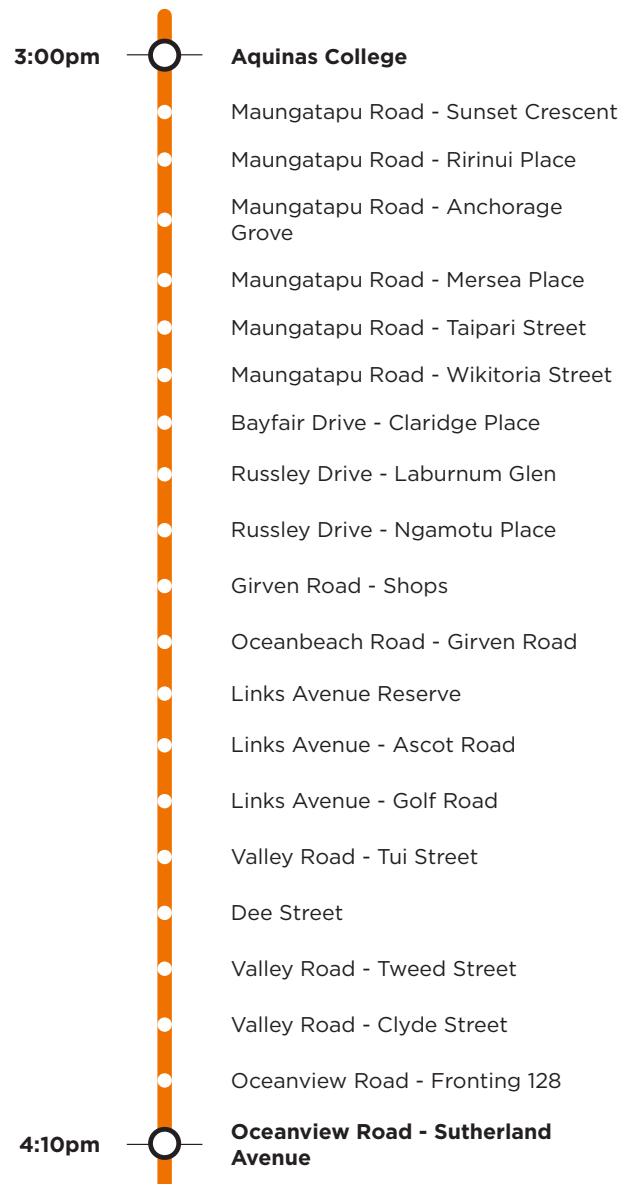 3:00pm Aquinas College
Maungatapu Road - Sunset Crescent
Maungatapu Road - Ririnui Place
Maungatapu Road - Anchorage
Grove
Maungatapu Road - Mersea Place
Maungatapu Road - Taipari Street
Maungatapu Road - Wikitoria Street
Bayfair Drive - Claridge Place
Russley Drive - Laburnum Glen
Russley Drive - Ngamotu Place
Girven Road - Shops
Oceanbeach Road - Girven Road
Links Avenue Reserve
Links Avenue - Ascot Road
Links Avenue - Golf Road
Valley Road - Tui Street
Dee Street
Valley Road - Tweed Street
Valley Road - Clyde Street
Oceanview Road - Fronting 128
4:10pm Oceanview Road - Sutherland
Avenue